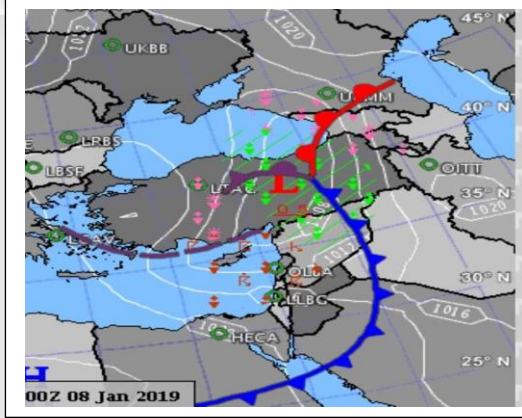 45° N
1020
1012
UKBB
40° N
LRBS
OITT
LBSF
LTAC
L
35° N
1020
1012
30° N
OLBA
LLBG
1016
HECA
25° N
H
00Z 08 Jan 2019